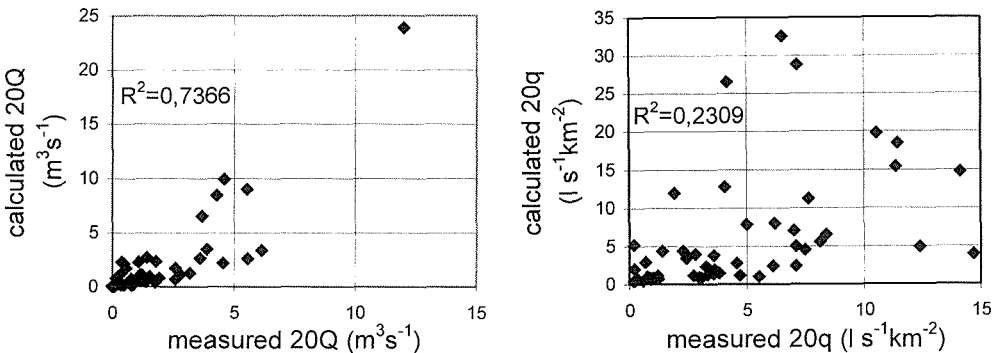 calculated 20Q
(m³s⁻¹)
25
20
15
10
5
0
R²=0,7366
0
5
10
15
measured 20Q (m³s⁻¹)
calculated 20q
(l s⁻¹km⁻²)
35
30
25
20
15
10
5
0
R²=0,2309
0
5
10
15
measured 20q (l s⁻¹km⁻²)